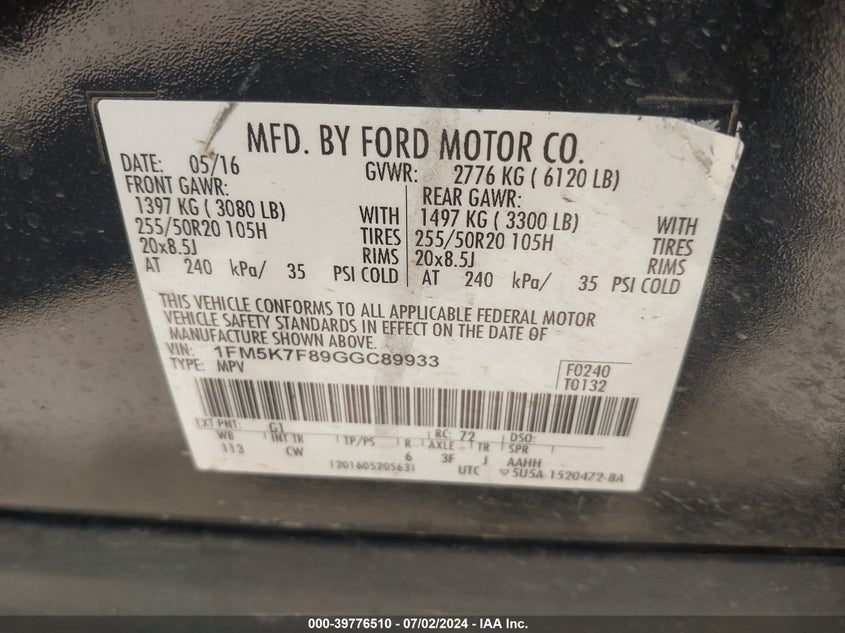 MFD. BY FORD MOTOR CO.
DATE: 05/16 GVWR: 2776 KG ( 6120 LB)
FRONT GAWR: REAR GAWR:
1397 KG ( 3080 LB) WITH 1497 KG ( 3300 LB) WITH
255/50R20 105H TIRES 255/50R20 105H TIRES
20x8.5J RIMS 20x8.5J RIMS
AT 240 kPa/ 35 PSI COLD AT 240 kPa/ 35 PSI COLD
THIS VEHICLE CONFORMS TO ALL APPLICABLE FEDERAL MOTOR
VEHICLE SAFETY STANDARDS IN EFFECT ON THE DATE OF
MANUFACTURE SHOWN ABOVE.
VIN: 1FM5K7F89GGC89933
TYPE: MPV
F0240
T0132
EXT PNT: G1 RC: 72 DSO:
WB INT TR TP/PS R AXLE TR SPR
113 CW 6 3F J AAHH
1201605205631 UTC 5U5A-1520472-BA
000-39776510 - 07/02/2024 - IAA Inc.